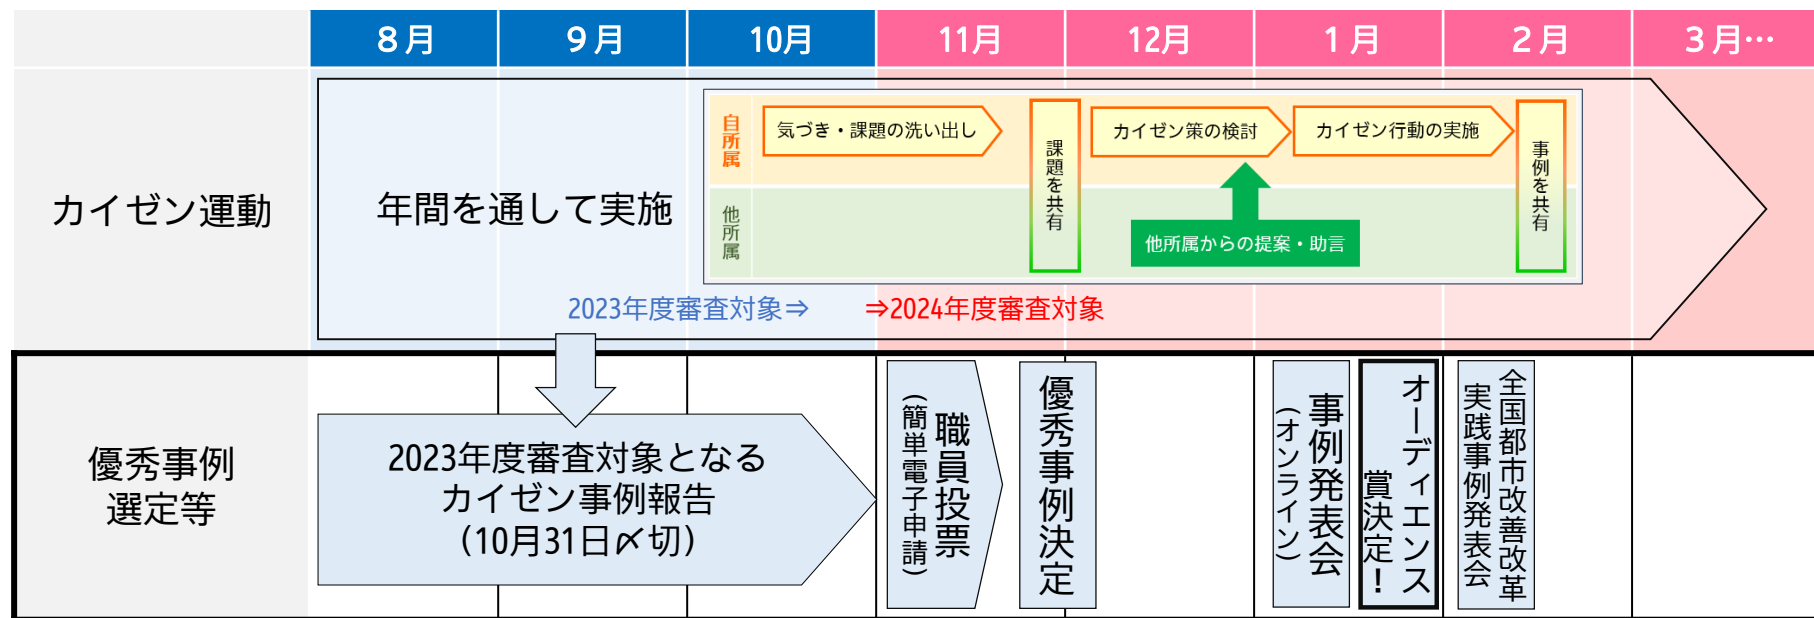 8月
9月
10月
11月
12月
1月
2月
3月…
カイゼン運動
年間を通して実施
自所属
気づき・課題の洗い出し
課題を共有
カイゼン策の検討
カイゼン行動の実施
事例を共有
他所属
他所属からの提案・助言
2023年度審査対象⇒
⇒2024年度審査対象
優秀事例
選定等
2023年度審査対象となる
カイゼン事例報告
（10月31日〆切）
職員投票
（簡単電子申請）
優秀事例決定
事例発表会
（オンライン）
オーディエンス
賞決定！
全国都市改善改革
実践事例発表会